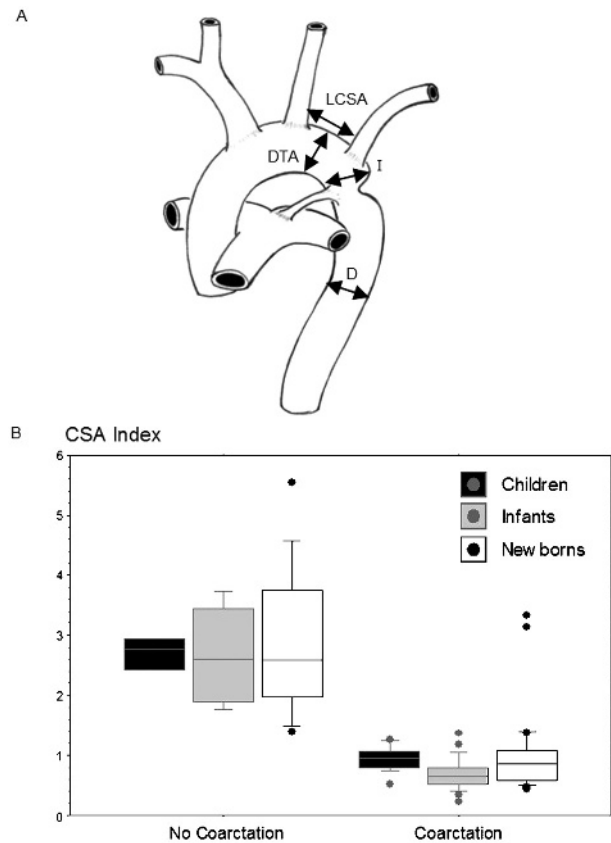 A
LCSA
DTA
I
D
B
CSA Index
6
5
4
3
2
1
0
Children
Infants
New borns
No Coarctation
Coarctation